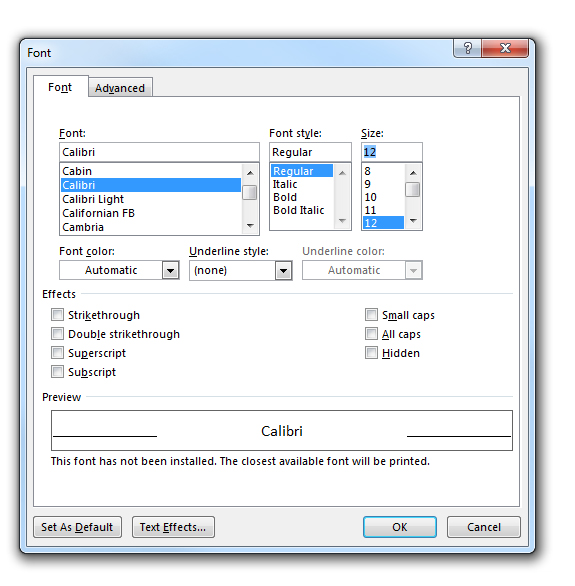 Font
?
Font Advanced
Font: Font style: Size:
Calibri Regular 12
Cabin Regular 8
Calibri Italic 9
Calibri Light Bold 10
Californian FB Bold Italic 11
Cambria 12
Font color: Underline style: Underline color:
Automatic (none) Automatic
Effects
Strikethrough Small caps
Double strikethrough All caps
Superscript Hidden
Subscript
Preview
Calibri
This font has not been installed. The closest available font will be printed.
Set As Default Text Effects... OK Cancel